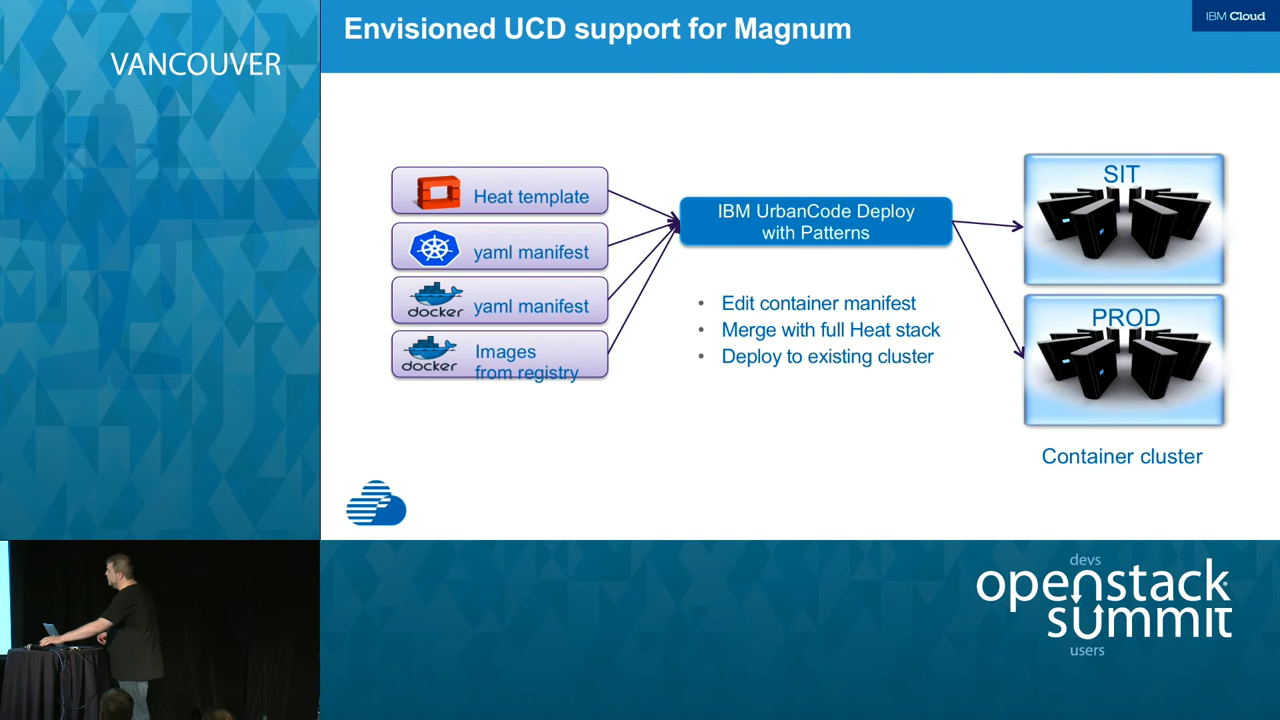 VANCOUVER
Envisioned UCD support for Magnum
IBM Cloud
Heat template
yaml manifest
docker
yaml manifest
docker
Images
from registry
IBM UrbanCode Deploy
with Patterns
• Edit container manifest
• Merge with full Heat stack
• Deploy to existing cluster
SIT
PROD
Container cluster
devs
openstack
summit
users